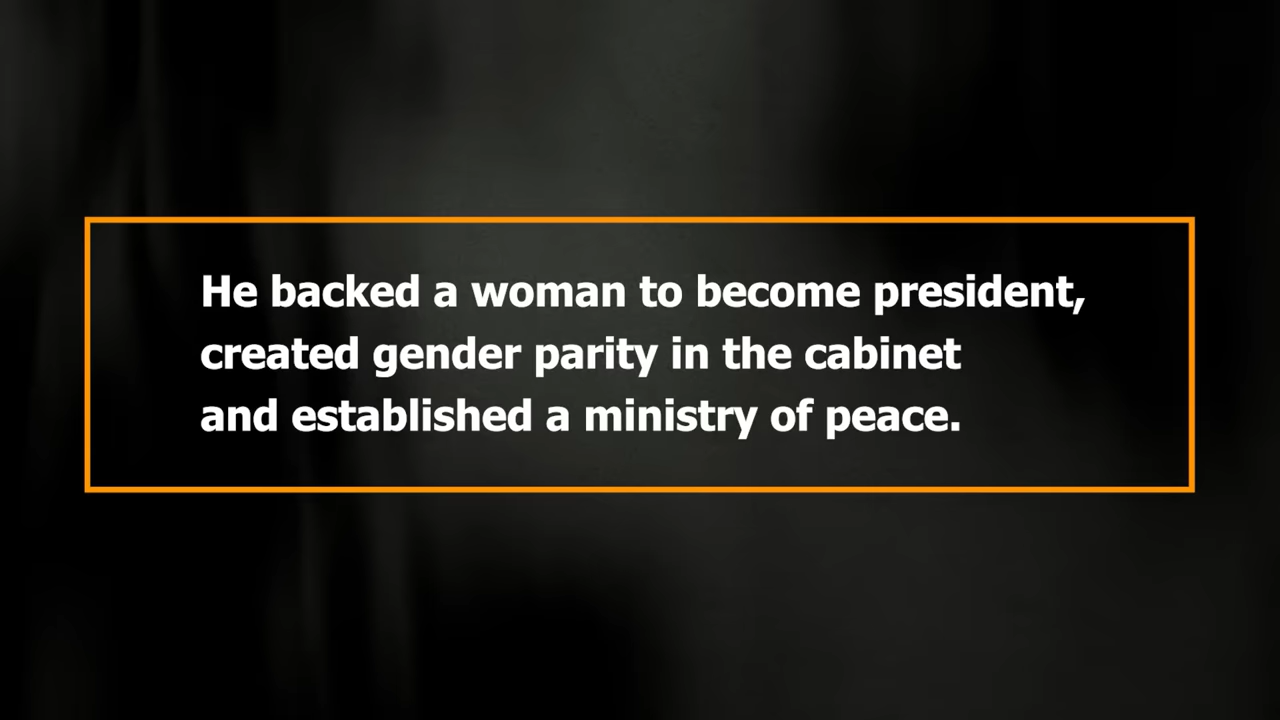 He backed a woman to become president,
created gender parity in the cabinet
and established a ministry of peace.